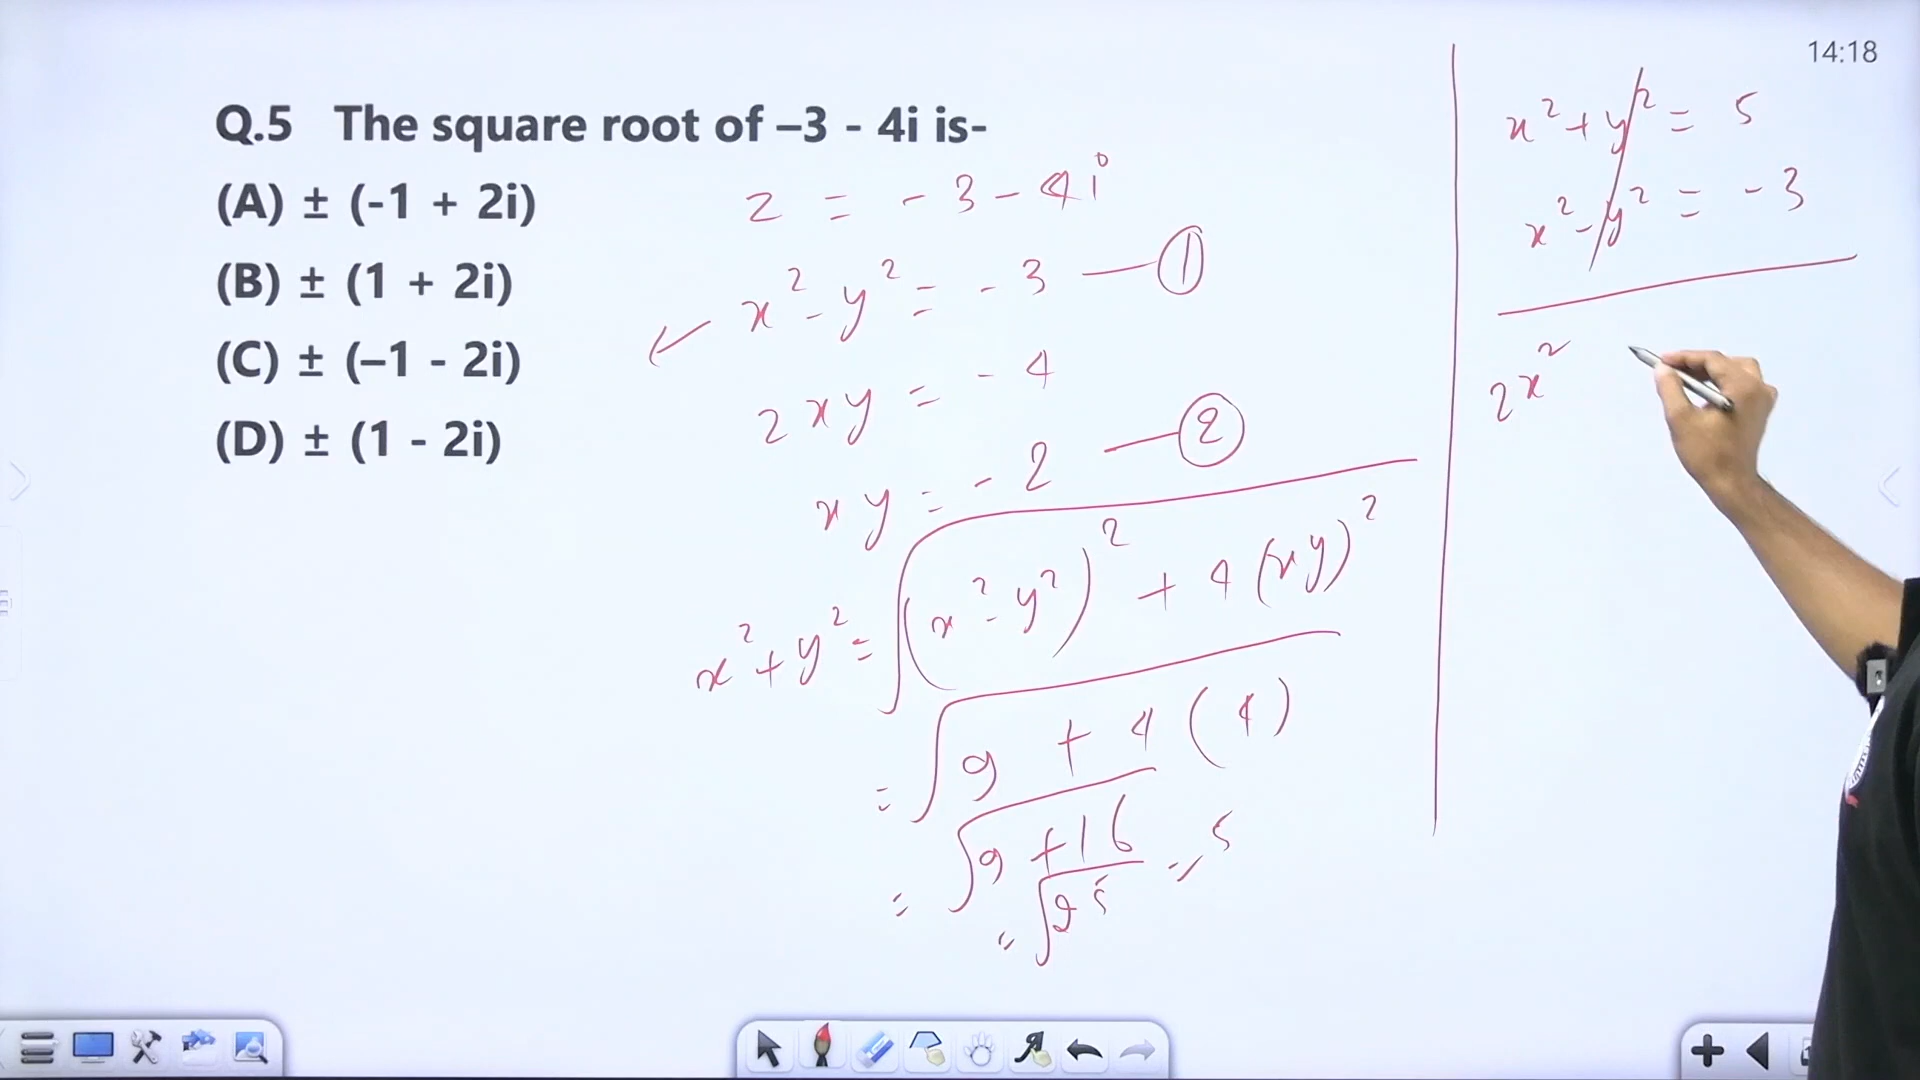 14:18
Q.5 The square root of –3 - 4i is-
(A) ± (-1 + 2i)
(B) ± (1 + 2i)
(C) ± (–1 - 2i)
(D) ± (1 - 2i)
z = -3-4i
x²-y² = -3 — ①
2xy = -4
xy = -2 — ②
x²+y² = √(x²-y²)² + 4(xy)²
= √9 + 4(4)
= √9+16
= √25 = 5
x²+y² = 5
x²-y² = -3
2x²